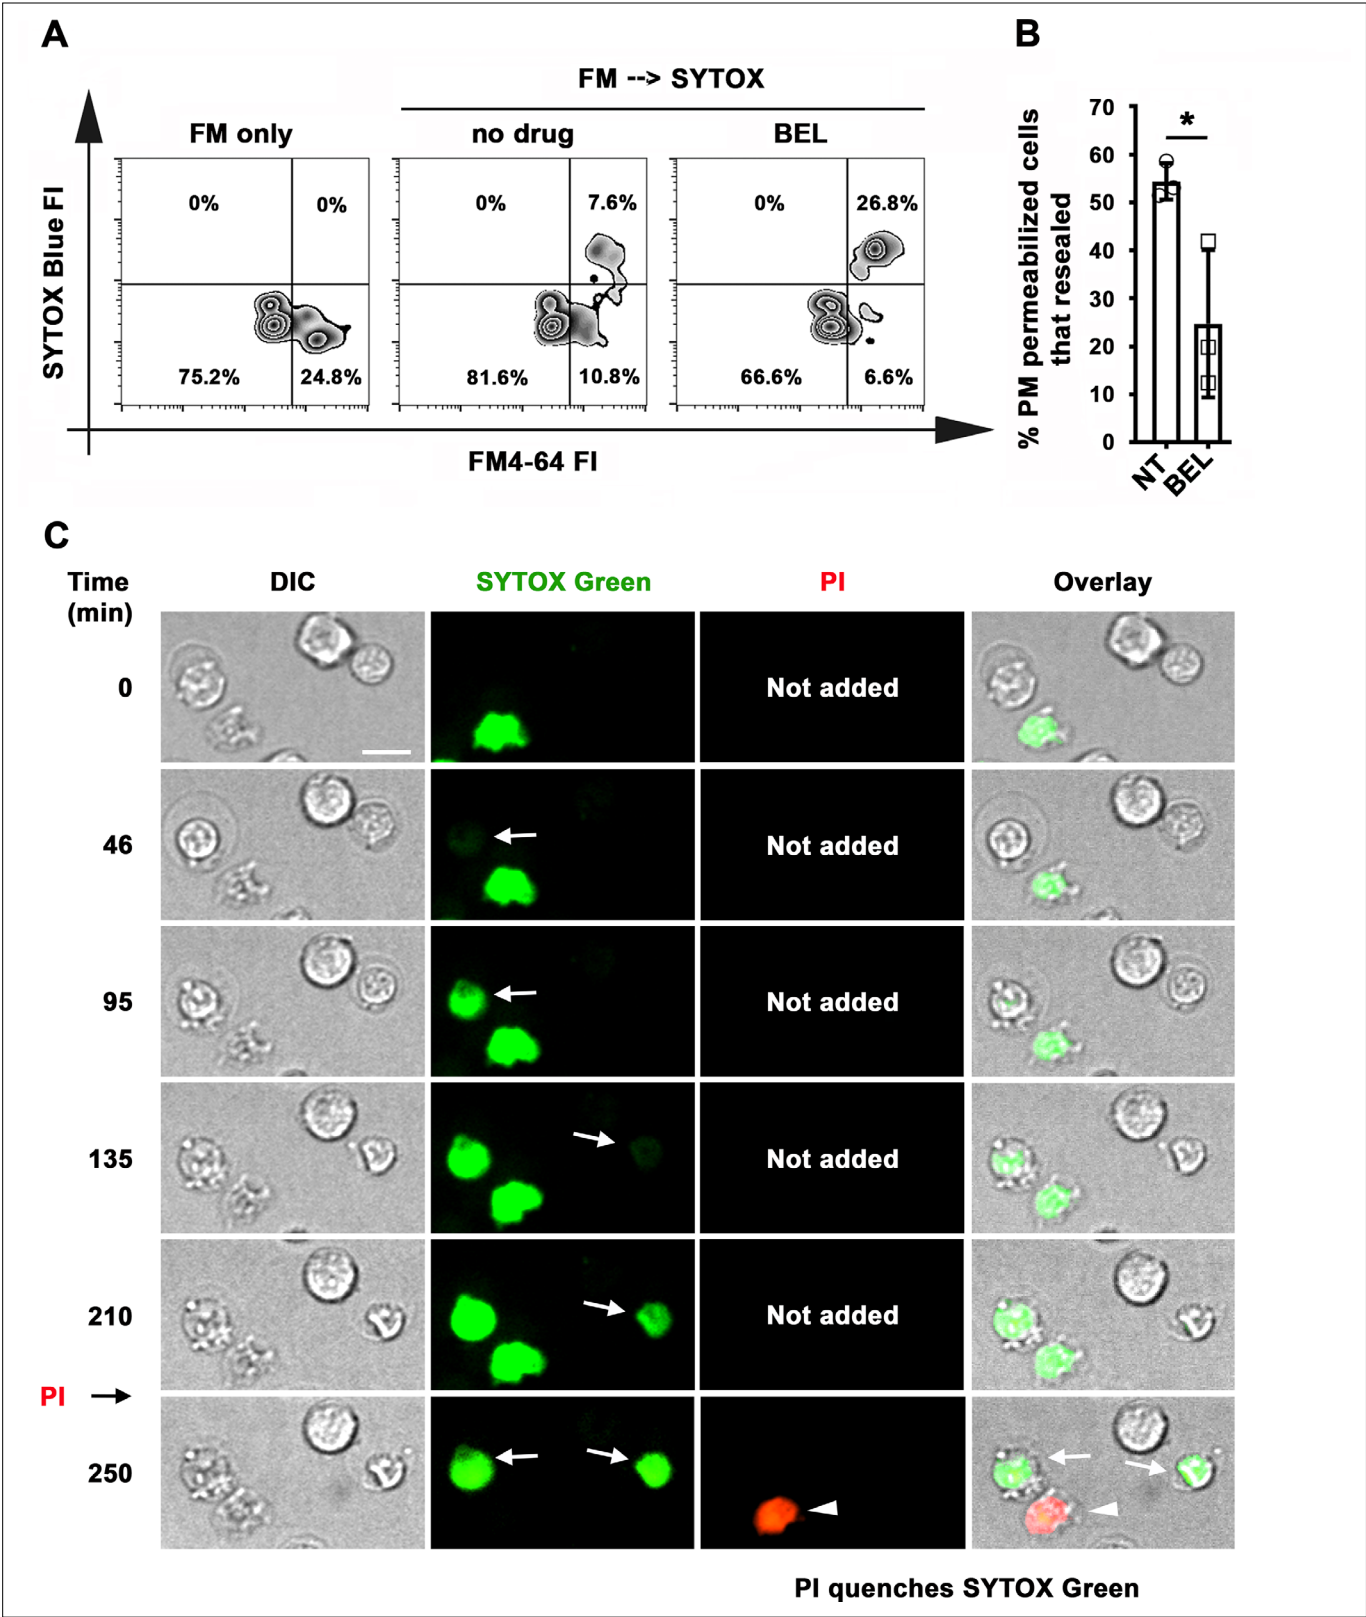 A
B
FM --> SYTOX
FM only
no drug
BEL
SYTOX Blue FI
0%
0%
75.2%
24.8%
0%
7.6%
81.6%
10.8%
0%
26.8%
66.6%
6.6%
FM4-64 FI
% PM permeabilized cells
that resealed
70
60
50
40
30
20
10
0
*
NT
BEL
C
Time
(min)
DIC
SYTOX Green
PI
Overlay
0
Not added
46
Not added
95
Not added
135
Not added
210
Not added
PI
250
PI quenches SYTOX Green